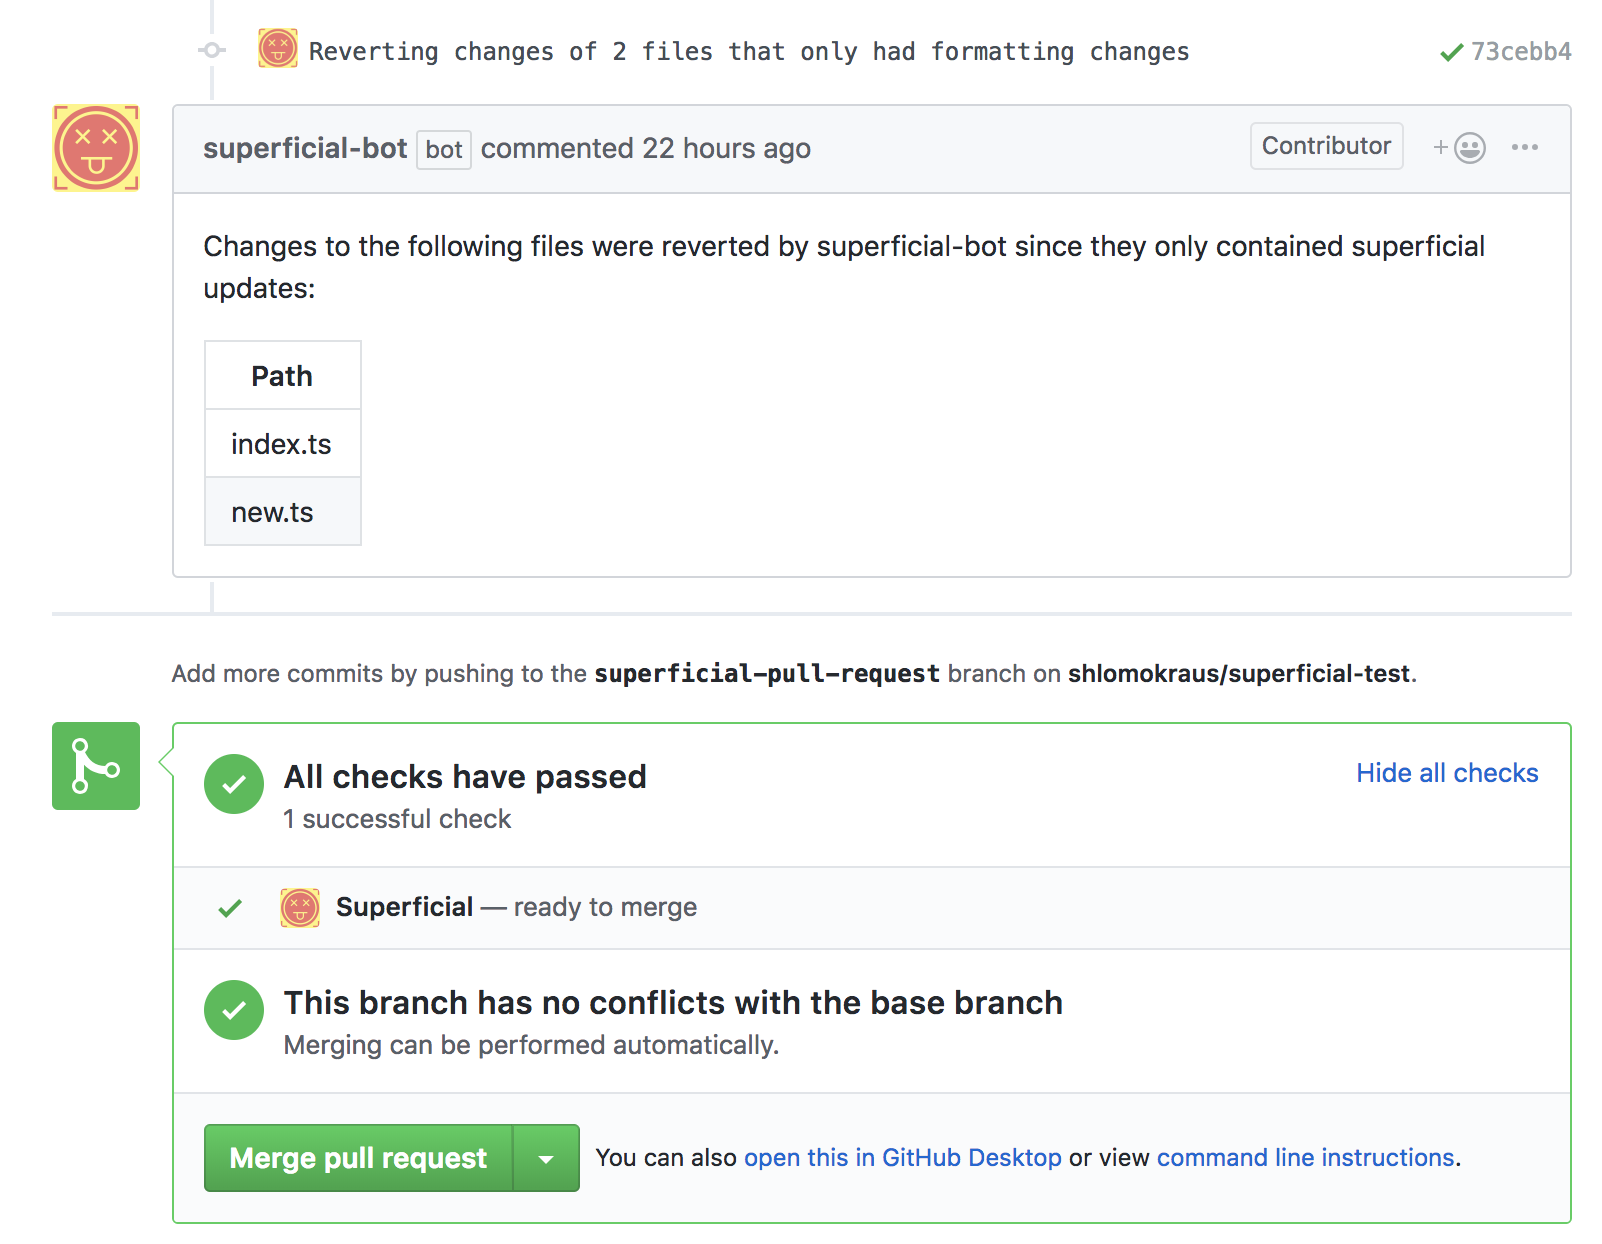 Reverting changes of 2 files that only had formatting changes 73cebb4
superficial-bot bot commented 22 hours ago Contributor
Changes to the following files were reverted by superficial-bot since they only contained superficial
updates:
Path
index.ts
new.ts
Add more commits by pushing to the superficial-pull-request branch on shlomokraus/superficial-test.
All checks have passed Hide all checks
1 successful check
Superficial — ready to merge
This branch has no conflicts with the base branch
Merging can be performed automatically.
Merge pull request You can also open this in GitHub Desktop or view command line instructions.